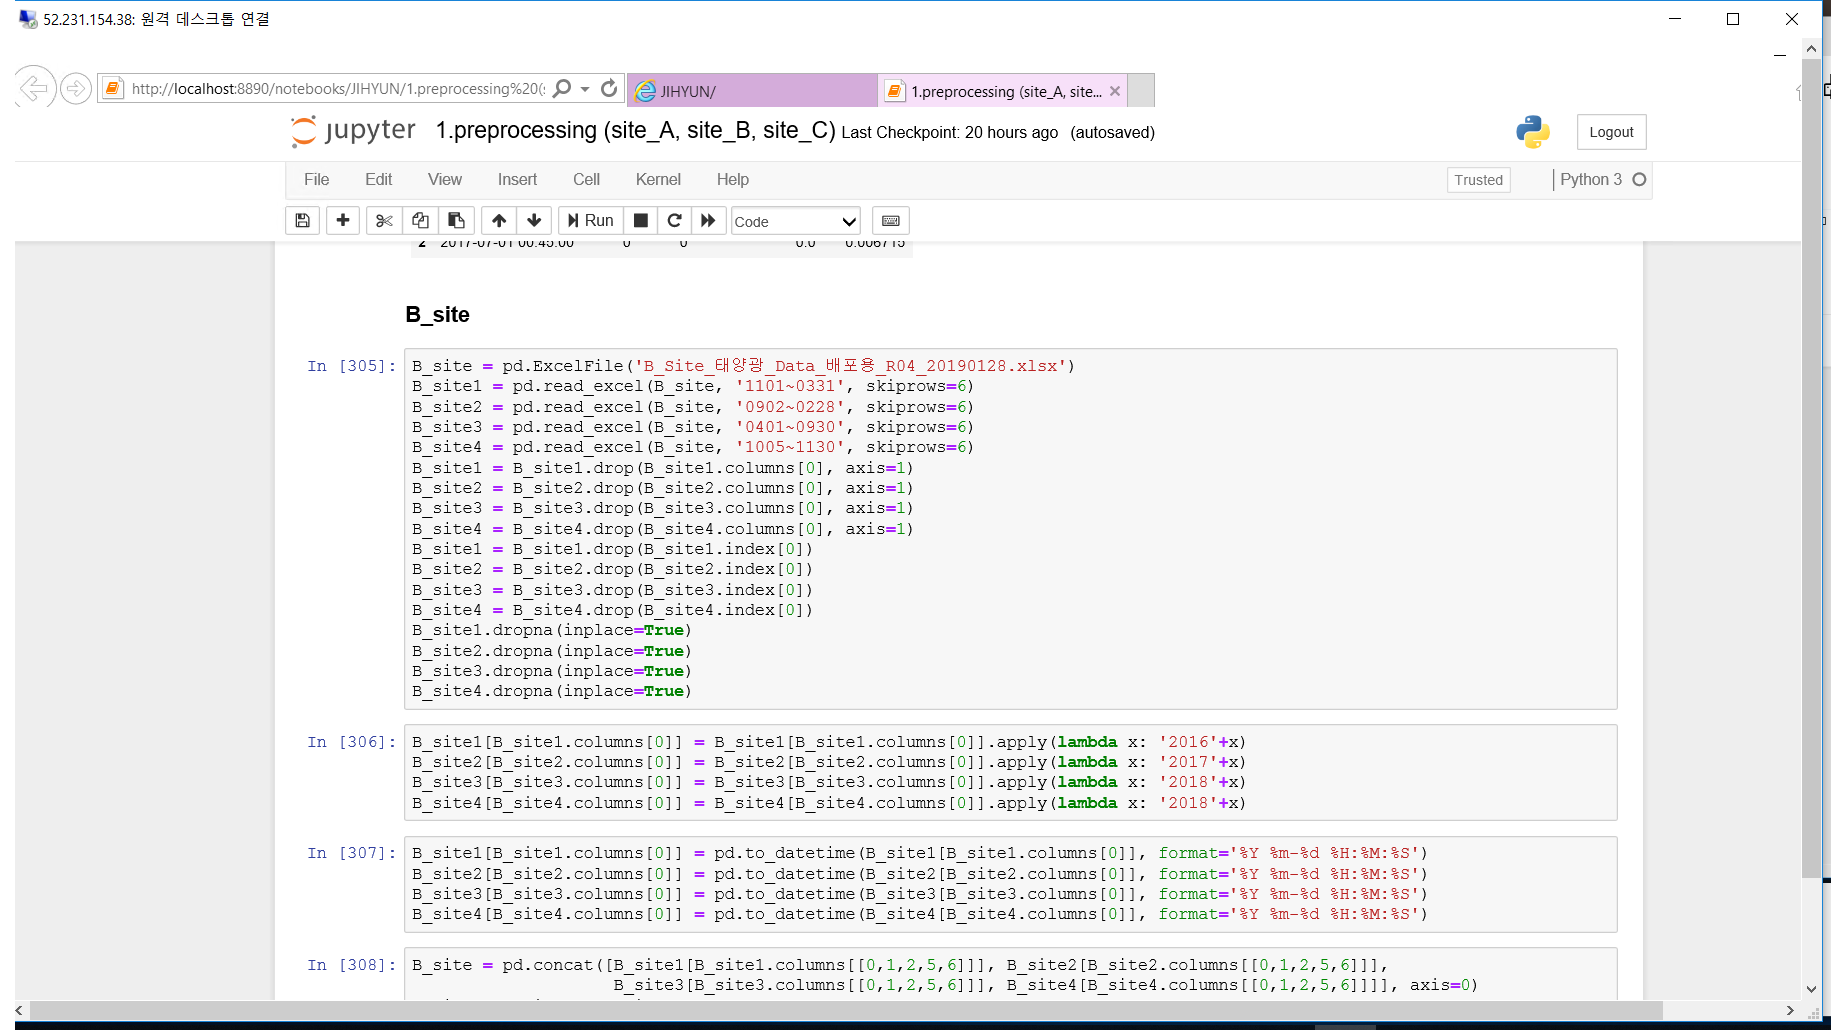 52.231.154.38: 원격 데스크톱 연결
http://localhost:8890/notebooks/JIHYUN/1.preprocessing%20(
JIHYUN/
1.preprocessing (site_A, site...
jupyter 1.preprocessing (site_A, site_B, site_C) Last Checkpoint: 20 hours ago (autosaved)
Logout
File Edit View Insert Cell Kernel Help
Trusted Python 3
Run Code
2 2017-07-01 00:45:00 0 0 0.0 0.006715
B_site
In [305]: B_site = pd.ExcelFile('B_Site_태양광_Data_배포용_R04_20190128.xlsx')
B_site1 = pd.read_excel(B_site, '1101~0331', skiprows=6)
B_site2 = pd.read_excel(B_site, '0902~0228', skiprows=6)
B_site3 = pd.read_excel(B_site, '0401~0930', skiprows=6)
B_site4 = pd.read_excel(B_site, '1005~1130', skiprows=6)
B_site1 = B_site1.drop(B_site1.columns[0], axis=1)
B_site2 = B_site2.drop(B_site2.columns[0], axis=1)
B_site3 = B_site3.drop(B_site3.columns[0], axis=1)
B_site4 = B_site4.drop(B_site4.columns[0], axis=1)
B_site1 = B_site1.drop(B_site1.index[0])
B_site2 = B_site2.drop(B_site2.index[0])
B_site3 = B_site3.drop(B_site3.index[0])
B_site4 = B_site4.drop(B_site4.index[0])
B_site1.dropna(inplace=True)
B_site2.dropna(inplace=True)
B_site3.dropna(inplace=True)
B_site4.dropna(inplace=True)
In [306]: B_site1[B_site1.columns[0]] = B_site1[B_site1.columns[0]].apply(lambda x: '2016'+x)
B_site2[B_site2.columns[0]] = B_site2[B_site2.columns[0]].apply(lambda x: '2017'+x)
B_site3[B_site3.columns[0]] = B_site3[B_site3.columns[0]].apply(lambda x: '2018'+x)
B_site4[B_site4.columns[0]] = B_site4[B_site4.columns[0]].apply(lambda x: '2018'+x)
In [307]: B_site1[B_site1.columns[0]] = pd.to_datetime(B_site1[B_site1.columns[0]], format='%Y %m-%d %H:%M:%S')
B_site2[B_site2.columns[0]] = pd.to_datetime(B_site2[B_site2.columns[0]], format='%Y %m-%d %H:%M:%S')
B_site3[B_site3.columns[0]] = pd.to_datetime(B_site3[B_site3.columns[0]], format='%Y %m-%d %H:%M:%S')
B_site4[B_site4.columns[0]] = pd.to_datetime(B_site4[B_site4.columns[0]], format='%Y %m-%d %H:%M:%S')
In [308]: B_site = pd.concat([B_site1[B_site1.columns[[0,1,2,5,6]]], B_site2[B_site2.columns[[0,1,2,5,6]]],
B_site3[B_site3.columns[[0,1,2,5,6]]], B_site4[B_site4.columns[[0,1,2,5,6]]]], axis=0)